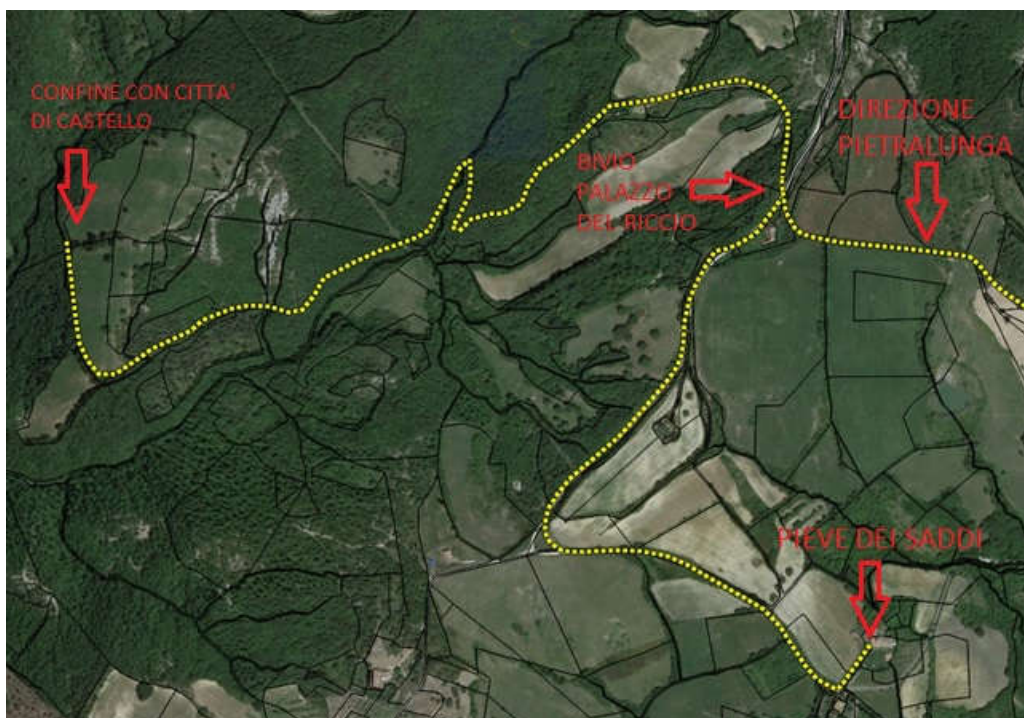 CONFINE CON CITTA'
DI CASTELLO
DIREZIONE
PIETRALUNGA
BIVIO
PALAZZO
DEL RICCIO
PIEVE DEI SADDI